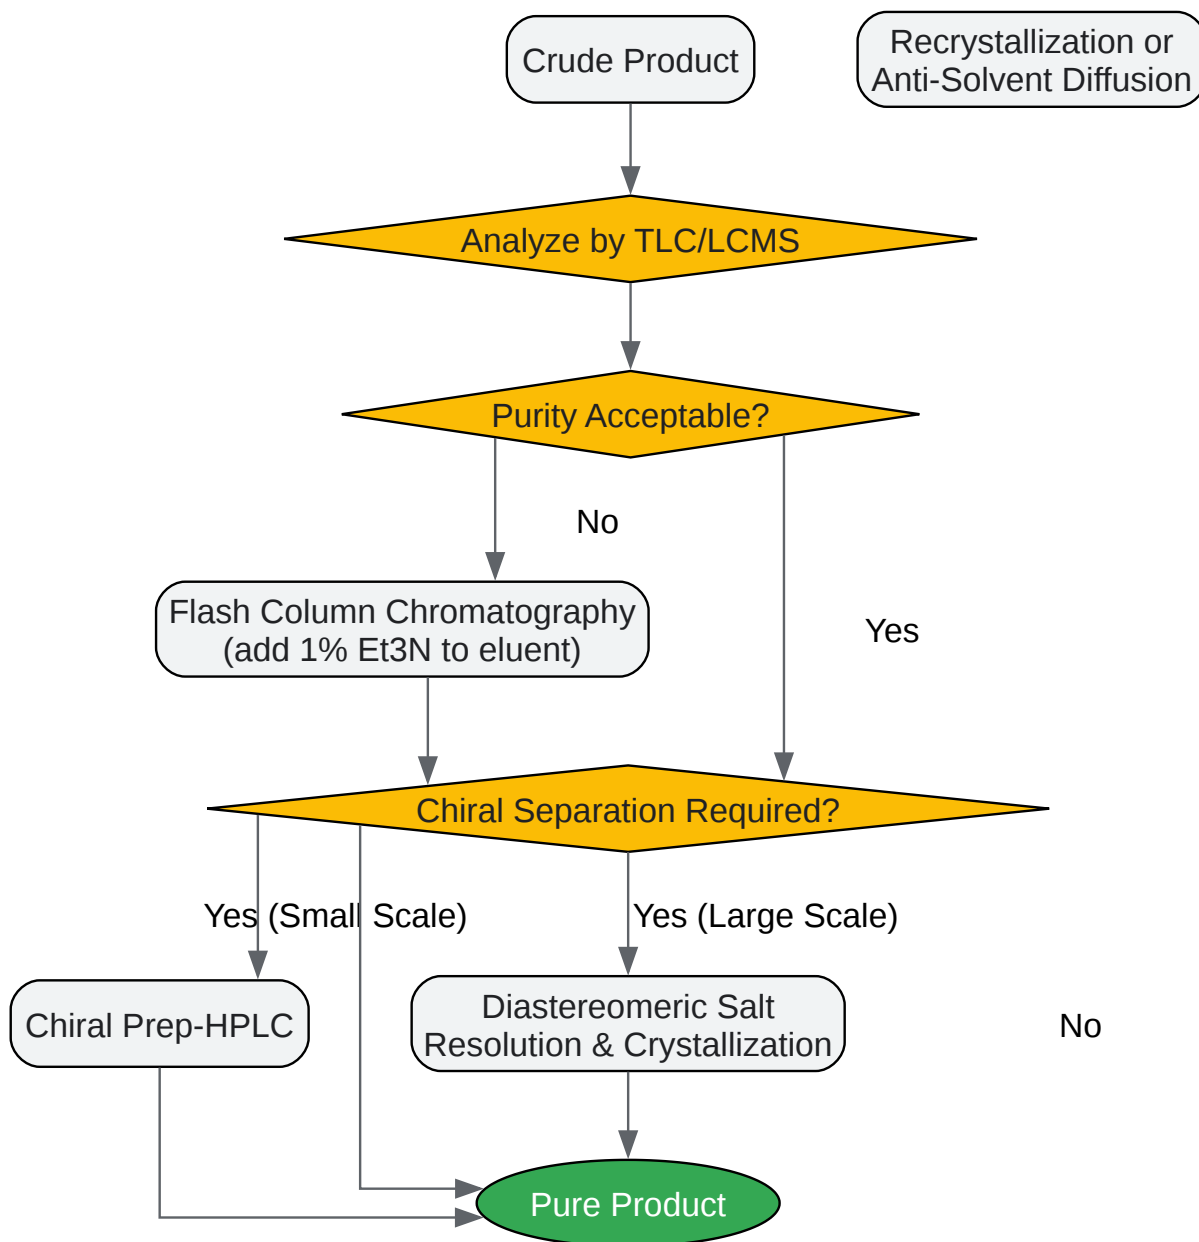 Crude Product
Recrystallization or
Anti-Solvent Diffusion
Analyze by TLC/LCMS
Purity Acceptable?
No
Flash Column Chromatography
(add 1% Et3N to eluent)
Yes
Chiral Separation Required?
Yes (Small Scale)
Yes (Large Scale)
Chiral Prep-HPLC
Diastereomeric Salt
Resolution & Crystallization
No
Pure Product